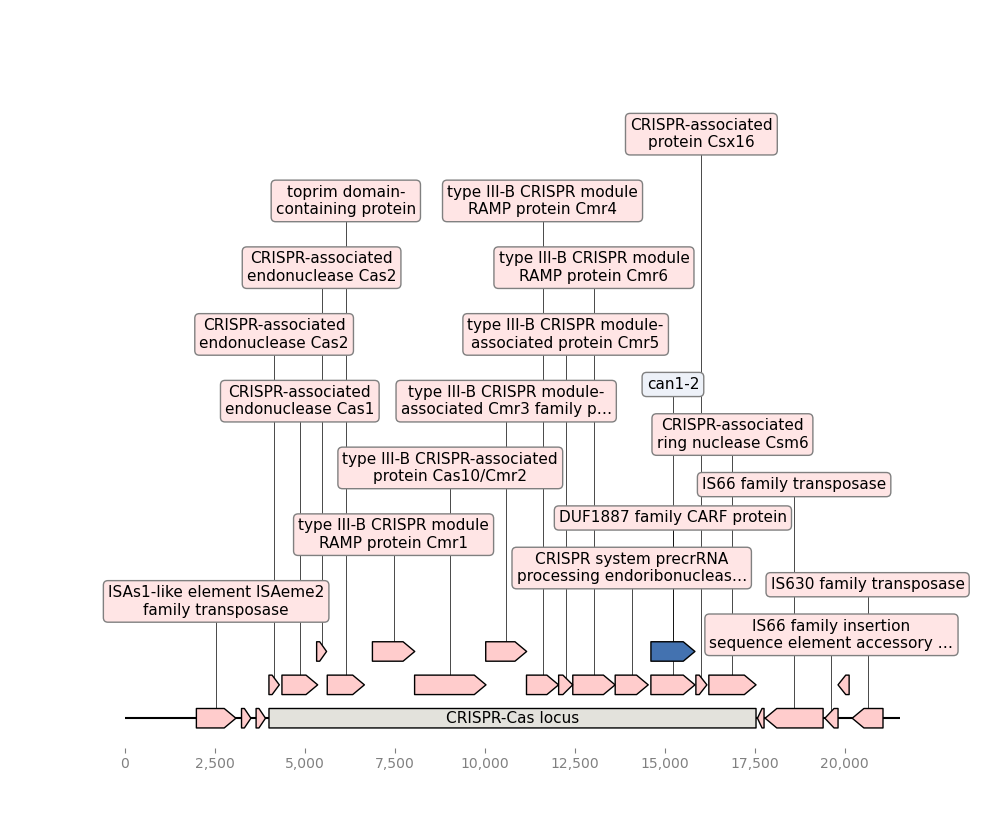 CRISPR-associated
protein Csx16
toprim domain-
containing protein
type III-B CRISPR module
RAMP protein Cmr4
CRISPR-associated
endonuclease Cas2
type III-B CRISPR module
RAMP protein Cmr6
CRISPR-associated
endonuclease Cas2
type III-B CRISPR module-
associated protein Cmr5
can1-2
CRISPR-associated
endonuclease Cas1
type III-B CRISPR module-
associated Cmr3 family p...
CRISPR-associated
ring nuclease Csm6
type III-B CRISPR-associated
protein Cas10/Cmr2
IS66 family transposase
DUF1887 family CARF protein
type III-B CRISPR module
RAMP protein Cmr1
CRISPR system precrRNA
processing endoribonucleas...
IS630 family transposase
ISAs1-like element ISAeme2
family transposase
IS66 family insertion
sequence element accessory ...
CRISPR-Cas locus
0
2,500
5,000
7,500
10,000
12,500
15,000
17,500
20,000